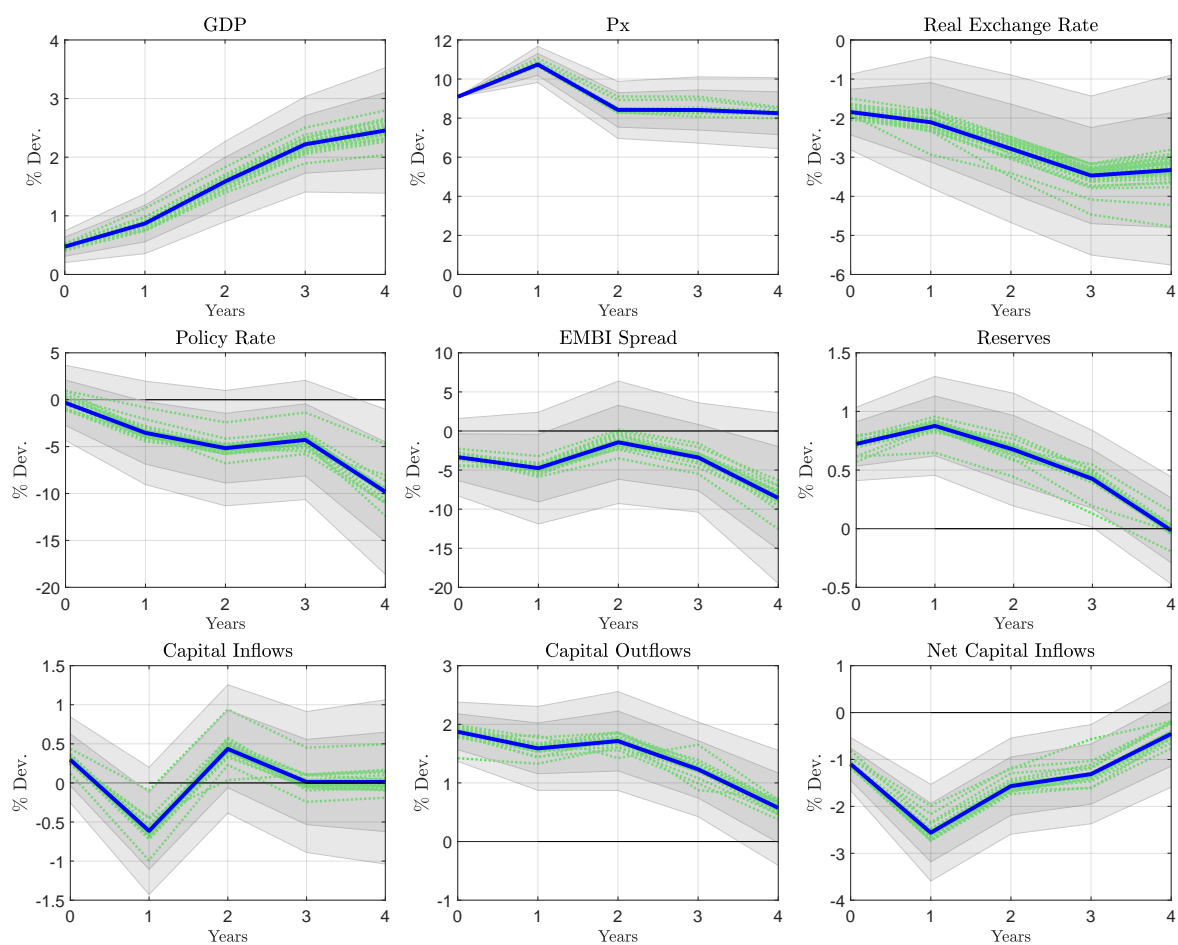 GDP
% Dev.
4
3
2
1
0
0 1 2 3 4
Years
Px
% Dev.
12
10
8
6
4
2
0
0 1 2 3 4
Years
Real Exchange Rate
% Dev.
0
-1
-2
-3
-4
-5
-6
0 1 2 3 4
Years
Policy Rate
% Dev.
5
0
-5
-10
-15
-20
0 1 2 3 4
Years
EMBI Spread
% Dev.
10
5
0
-5
-10
-15
-20
0 1 2 3 4
Years
Reserves
% Dev.
1.5
1
0.5
0
-0.5
0 1 2 3 4
Years
Capital Inflows
% Dev.
1.5
1
0.5
0
-0.5
-1
-1.5
0 1 2 3 4
Years
Capital Outflows
% Dev.
3
2
1
0
-1
0 1 2 3 4
Years
Net Capital Inflows
% Dev.
1
0
-1
-2
-3
-4
0 1 2 3 4
Years